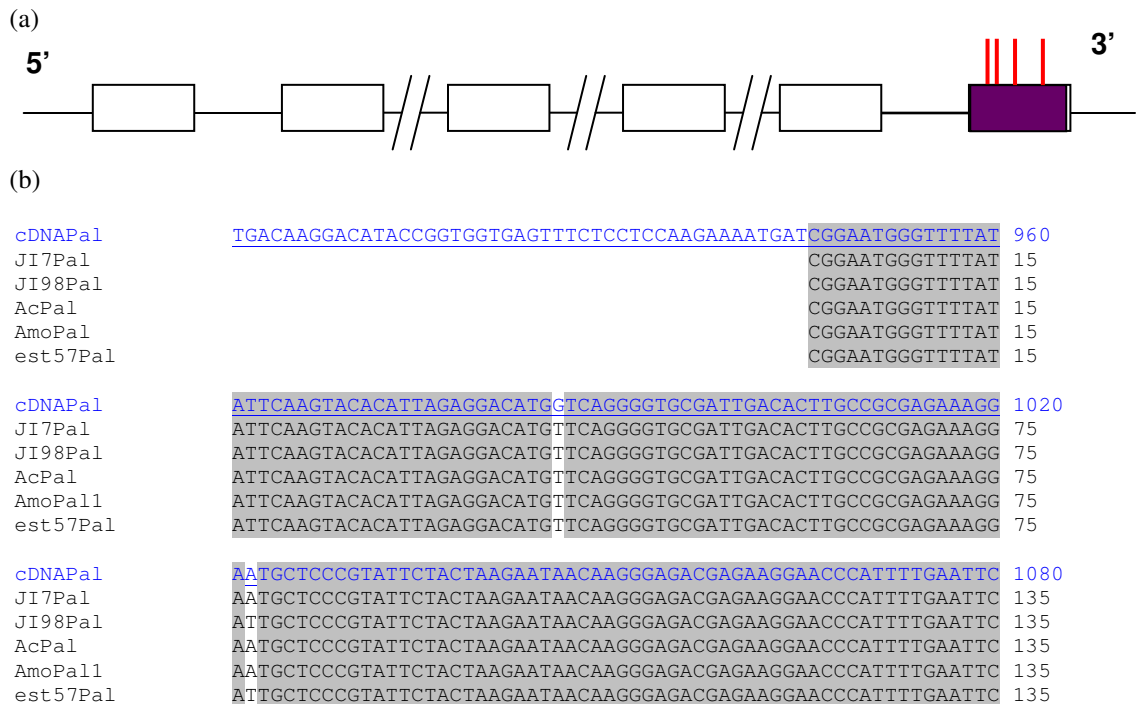 (a)
5’
3’
(b)
cDNAPal TGACAAGGACATACCGGTGGTGAGTTTCTCCTCCAAGAAAATGATCGGAATGGGTTTTAT 960
JI7Pal CGGAATGGGTTTTAT 15
JI98Pal CGGAATGGGTTTTAT 15
AcPal CGGAATGGGTTTTAT 15
AmoPal CGGAATGGGTTTTAT 15
est57Pal CGGAATGGGTTTTAT 15
cDNAPal ATTCAAGTACACATTAGAGGACATGGTCAGGGGTGCGATTGACACTTGCCGCGAGAAAGG 1020
JI7Pal ATTCAAGTACACATTAGAGGACATGTTCAGGGGTGCGATTGACACTTGCCGCGAGAAAGG 75
JI98Pal ATTCAAGTACACATTAGAGGACATGTTCAGGGGTGCGATTGACACTTGCCGCGAGAAAGG 75
AcPal ATTCAAGTACACATTAGAGGACATGTTCAGGGGTGCGATTGACACTTGCCGCGAGAAAGG 75
AmoPal1 ATTCAAGTACACATTAGAGGACATGTTCAGGGGTGCGATTGACACTTGCCGCGAGAAAGG 75
est57Pal ATTCAAGTACACATTAGAGGACATGTTCAGGGGTGCGATTGACACTTGCCGCGAGAAAGG 75
cDNAPal AATGCTCCCGTATTCTACTAAGAATAACAAGGGAGACGAGAAGGAACCCATTTTGAATTC 1080
JI7Pal AATGCTCCCGTATTCTACTAAGAATAACAAGGGAGACGAGAAGGAACCCATTTTGAATTC 135
JI98Pal ATTGCTCCCGTATTCTACTAAGAATAACAAGGGAGACGAGAAGGAACCCATTTTGAATTC 135
AcPal AATGCTCCCGTATTCTACTAAGAATAACAAGGGAGACGAGAAGGAACCCATTTTGAATTC 135
AmoPal1 AATGCTCCCGTATTCTACTAAGAATAACAAGGGAGACGAGAAGGAACCCATTTTGAATTC 135
est57Pal ATTGCTCCCGTATTCTACTAAGAATAACAAGGGAGACGAGAAGGAACCCATTTTGAATTC 135